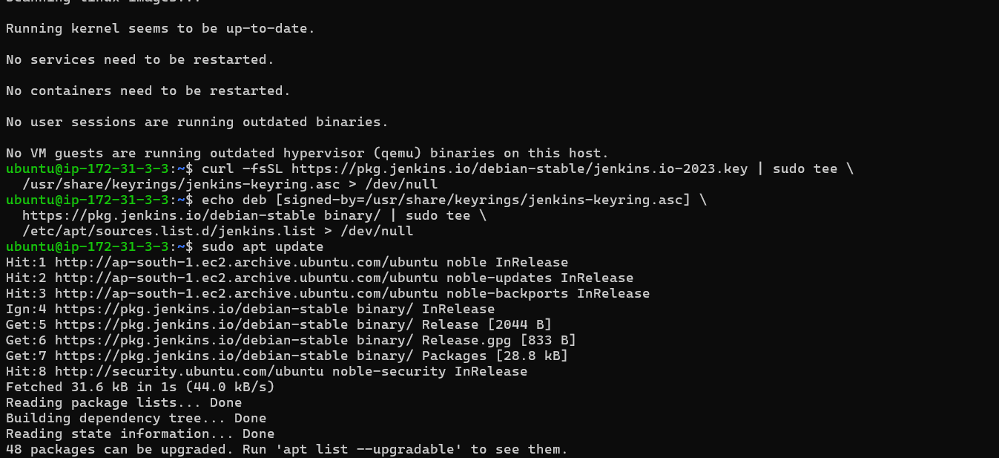 Scanning linux images...
Running kernel seems to be up-to-date.
No services need to be restarted.
No containers need to be restarted.
No user sessions are running outdated binaries.
No VM guests are running outdated hypervisor (qemu) binaries on this host.
ubuntu@ip-172-31-3-3:~$ curl -fsSL https://pkg.jenkins.io/debian-stable/jenkins.io-2023.key | sudo tee \
  /usr/share/keyrings/jenkins-keyring.asc > /dev/null
ubuntu@ip-172-31-3-3:~$ echo deb [signed-by=/usr/share/keyrings/jenkins-keyring.asc] \
  https://pkg.jenkins.io/debian-stable binary/ | sudo tee \
  /etc/apt/sources.list.d/jenkins.list > /dev/null
ubuntu@ip-172-31-3-3:~$ sudo apt update
Hit:1 http://ap-south-1.ec2.archive.ubuntu.com/ubuntu noble InRelease
Hit:2 http://ap-south-1.ec2.archive.ubuntu.com/ubuntu noble-updates InRelease
Hit:3 http://ap-south-1.ec2.archive.ubuntu.com/ubuntu noble-backports InRelease
Ign:4 https://pkg.jenkins.io/debian-stable binary/ InRelease
Get:5 https://pkg.jenkins.io/debian-stable binary/ Release [2044 B]
Get:6 https://pkg.jenkins.io/debian-stable binary/ Release.gpg [833 B]
Get:7 https://pkg.jenkins.io/debian-stable binary/ Packages [28.8 kB]
Hit:8 http://security.ubuntu.com/ubuntu noble-security InRelease
Fetched 31.6 kB in 1s (44.0 kB/s)
Reading package lists... Done
Building dependency tree... Done
Reading state information... Done
48 packages can be upgraded. Run 'apt list --upgradable' to see them.